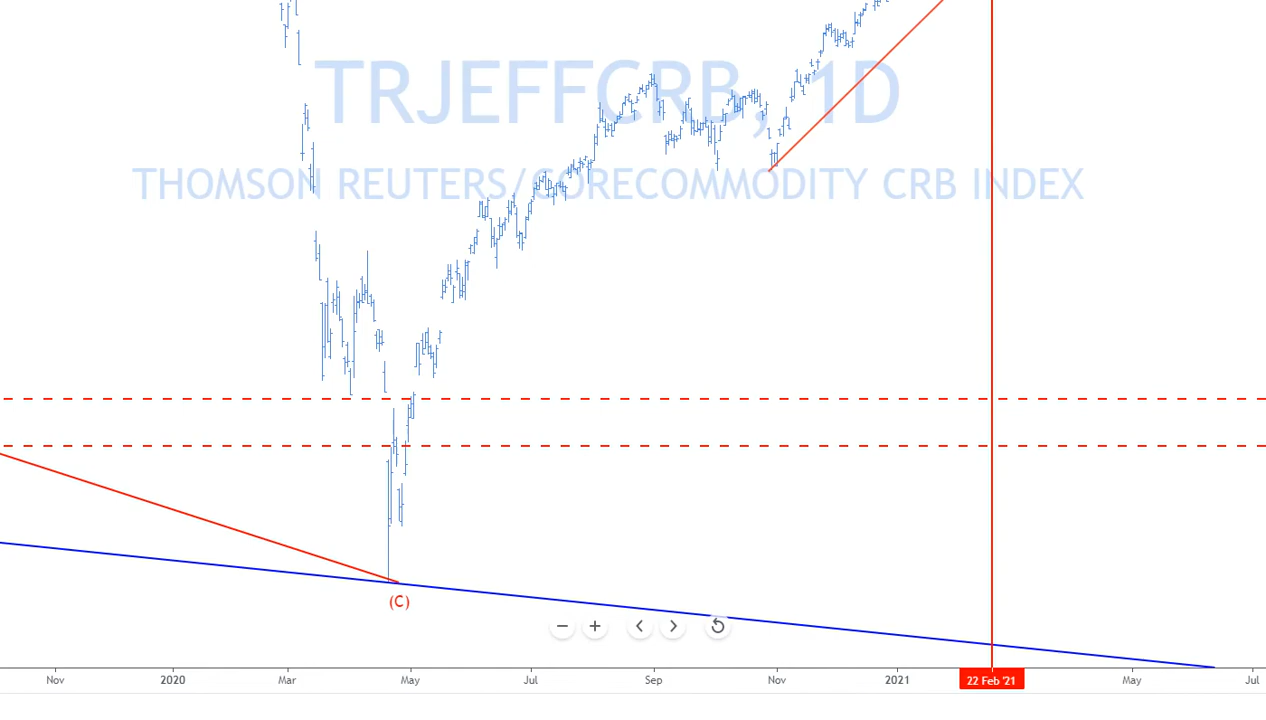 TRJEFFCRB, 1D
THOMSON REUTERS/CORECOMMODITY CRB INDEX
(C)
Nov 2020 Mar May Jul Sep Nov 2021 22 Feb '21 May Jul